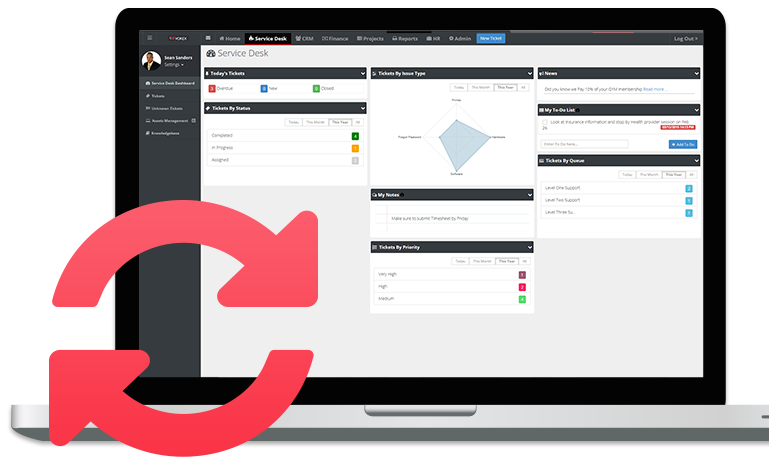 VOREX
Home Service Desk CRM Finance Projects Reports HR Admin New Ticket Log Out >
Sean Sanders
Settings
Service Desk Dashboard
Tickets
Unknown Tickets
Assets Management
Knowledgebase
Service Desk
Today's Tickets
3 Overdue 0 New 0 Closed
Tickets By Status
Today This Month This Year All
Completed 4
In Progress 1
Assigned
Tickets By Issue Type
Today This Month This Year All
Printer
Forgot Password
Hardware
Software
My Notes
Make sure to submit Timesheet by Friday
Tickets By Priority
Today This Month This Year All
Very High 1
High 2
Medium 4
News
Did you know we Pay 10% of your GYM membership Read more...
My To-Do List
Look at insurance information and stop by health provider session on Feb
26
Enter To Do New... Add To Do
Tickets By Queue
Today This Month This Year All
Level One Support 2
Level Two Support 1
Level Three Su... 1